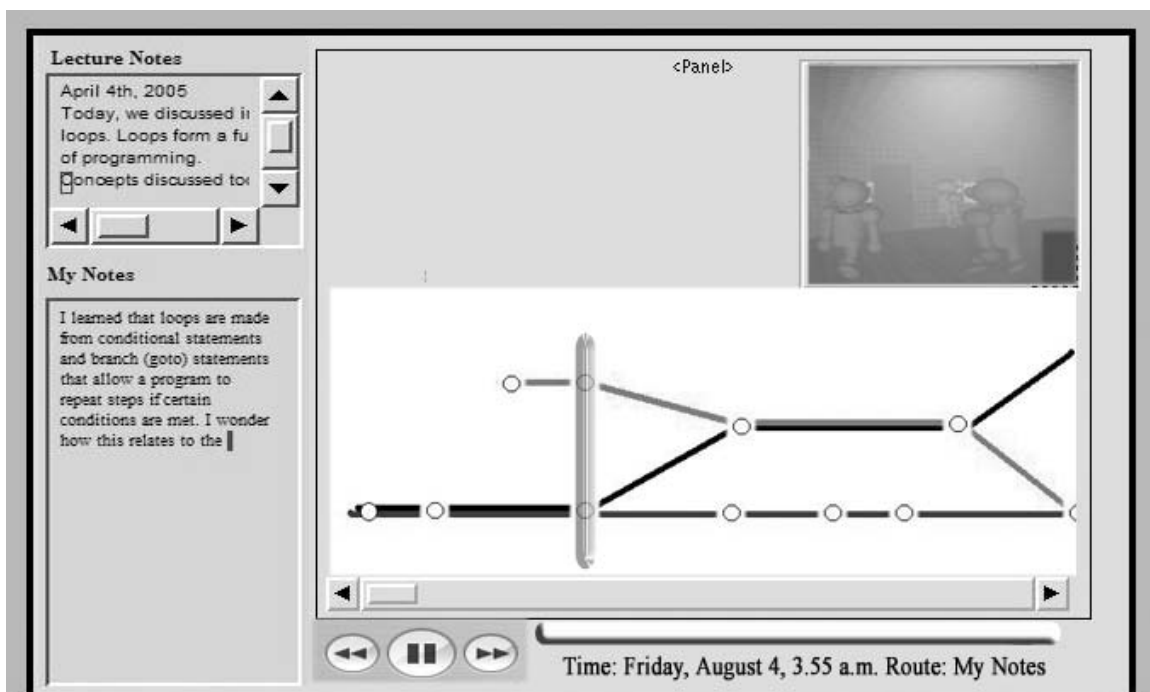 Lecture Notes
April 4th, 2005
Today, we discussed in
loops. Loops form a fu
of programming.
Concepts discussed to
My Notes
I learned that loops are made
from conditional statements
and branch (goto) statements
that allow a program to
repeat steps if certain
conditions are met. I wonder
how this relates to the
<Panel>
Time: Friday, August 4, 3.55 a.m. Route: My Notes